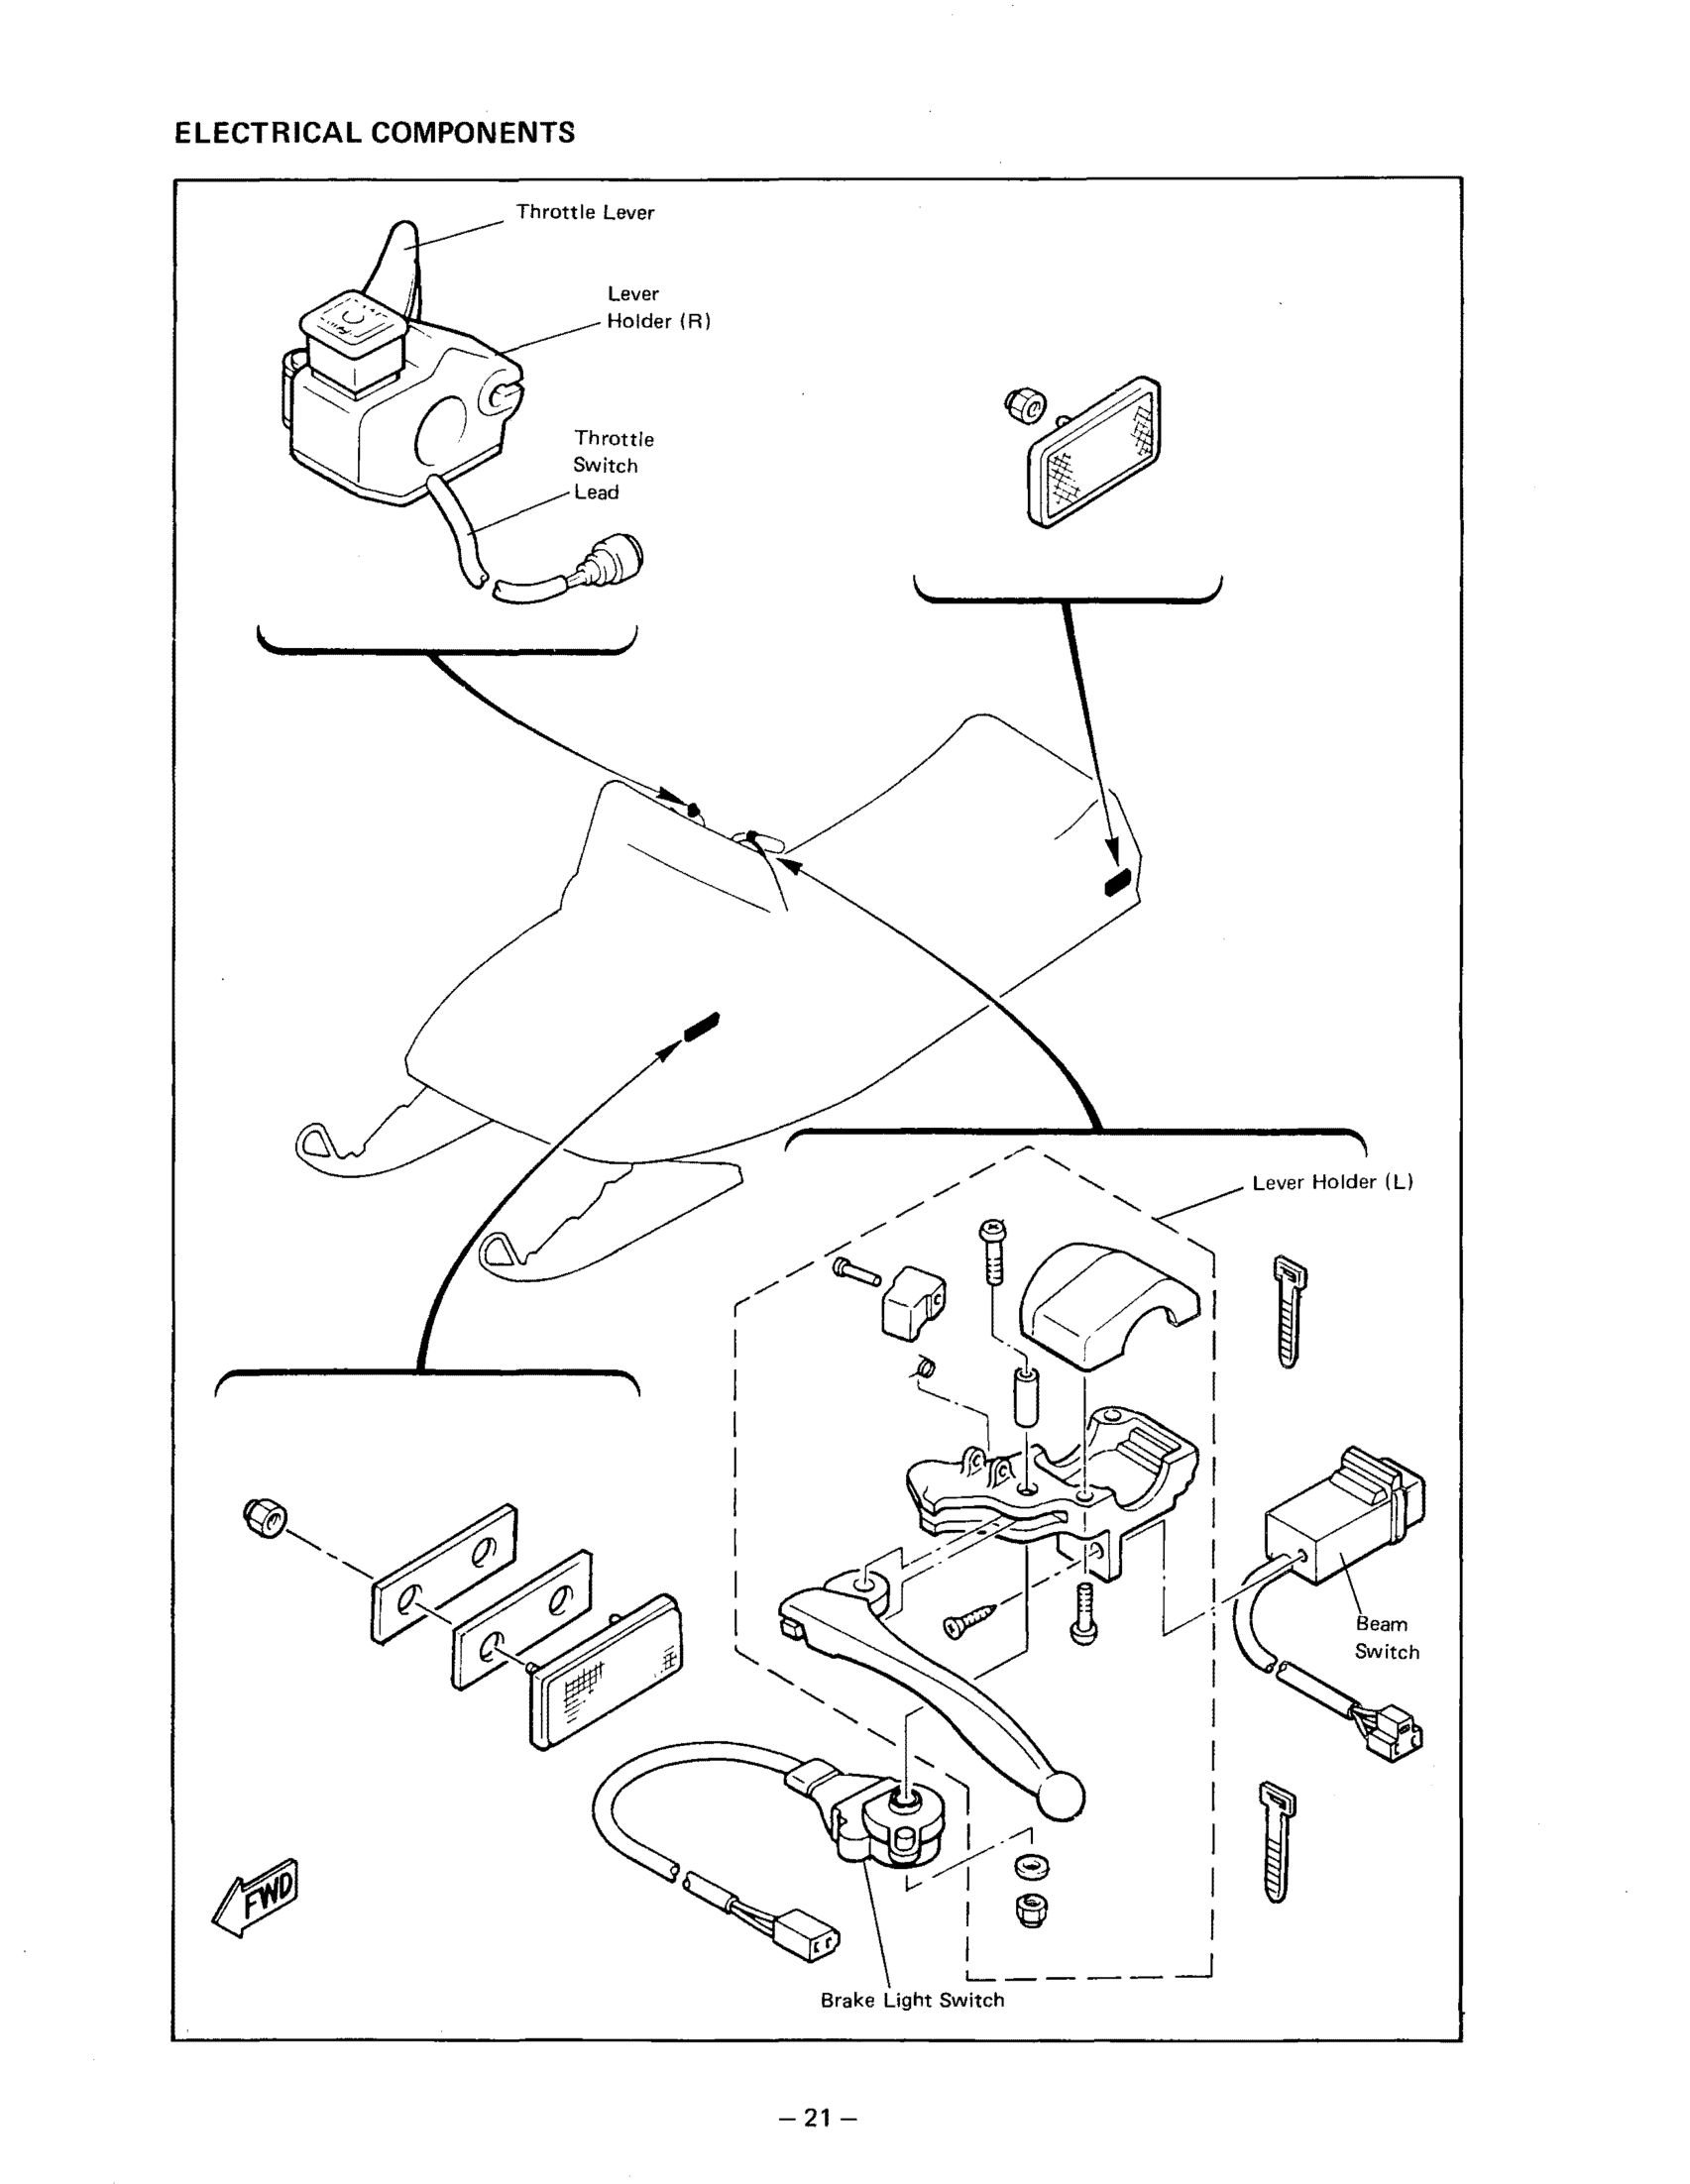 ELECTRICAL COMPONENTS
Throttle Lever
Lever
Holder (R)
Throttle
Switch
Lead
Lever Holder (L)
Beam
Switch
FWD
Brake Light Switch
– 21 –